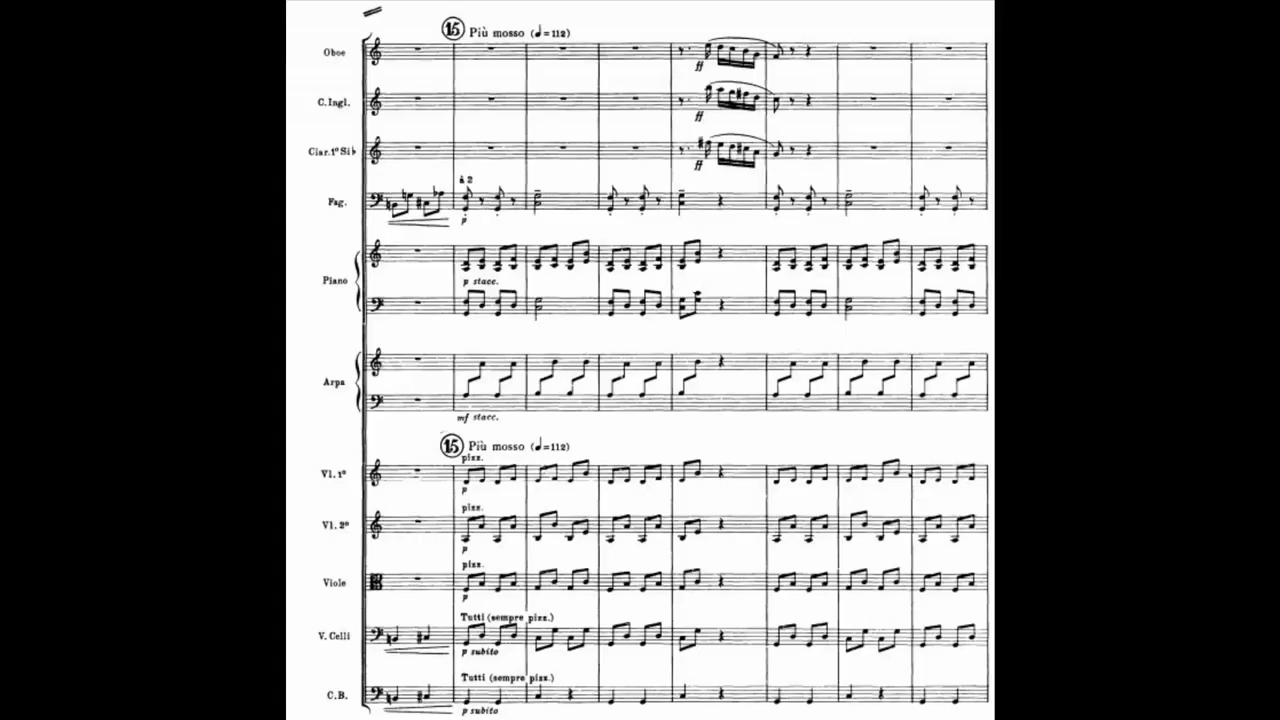 15 Più mosso (♩=112)
Oboe
ff
C. Ingl.
ff
Clar. 1º Si♭
ff
à 2
Fag.
p
Piano
p stacc.
Arpa
mf stacc.
15 Più mosso (♩=112)
pizz.
Vl. 1º
p
pizz.
Vl. 2º
p
pizz.
Viole
p
Tutti (sempre pizz.)
V. Celli
p subito
Tutti (sempre pizz.)
C.B.
p subito